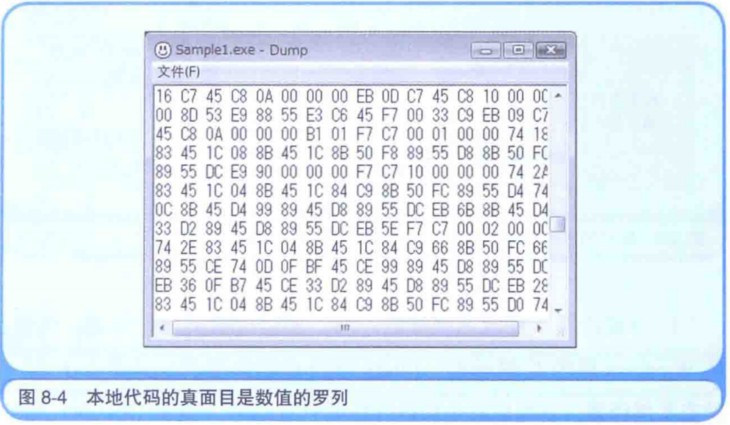 Sample1.exe - Dump
文件(F)
16 C7 45 C8 0A 00 00 00 EB 0D C7 45 C8 10 00 00
00 8D 53 E9 88 55 E3 C6 45 F7 00 33 C9 EB 09 C7
45 C8 0A 00 00 00 B1 01 F7 C7 00 01 00 00 74 18
83 45 1C 08 8B 45 1C 8B 50 F8 89 55 D8 8B 50 FC
89 55 DC E9 90 00 00 00 F7 C7 10 00 00 00 74 2A
83 45 1C 04 8B 45 1C 84 C9 8B 50 FC 89 55 D4 74
0C 8B 45 D4 99 89 45 D8 89 55 DC EB 6B 8B 45 D4
33 D2 89 45 D8 89 55 DC EB 5E F7 C7 00 02 00 00
74 2E 83 45 1C 04 8B 45 1C 84 C9 66 8B 50 FC 66
89 55 CE 74 0D 0F BF 45 CE 99 89 45 D8 89 55 DC
EB 36 0F B7 45 CE 33 D2 89 45 D8 89 55 DC EB 28
83 45 1C 04 8B 45 1C 84 C9 8B 50 FC 89 55 D0 74
图 8-4 本地代码的真面目是数值的罗列